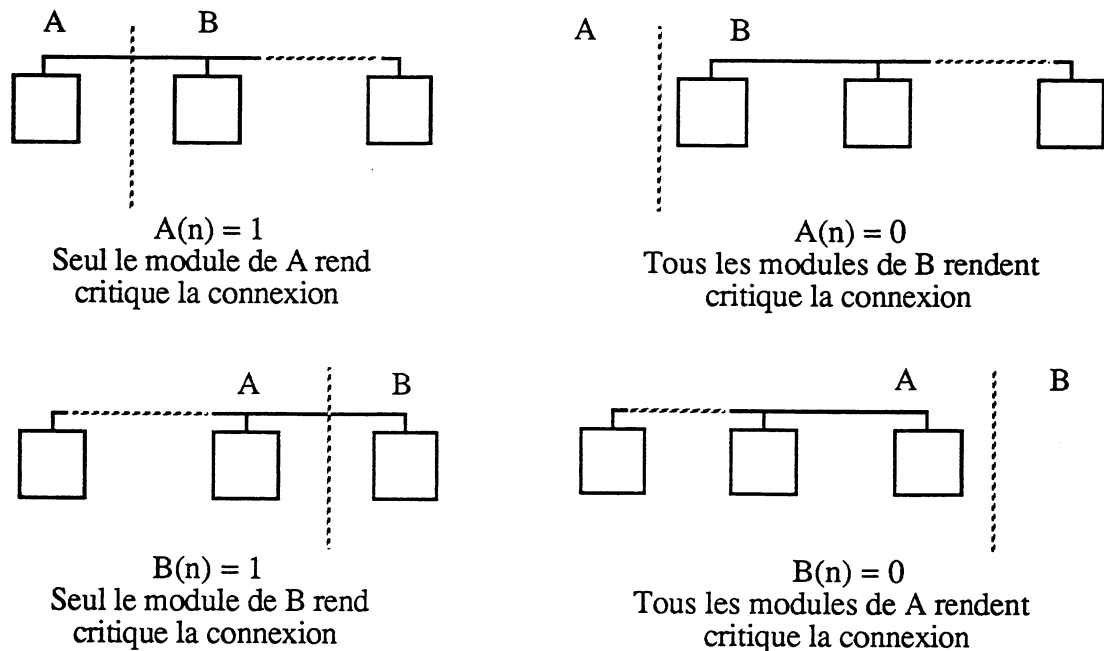 A B
A B
A(n) = 1
Seul le module de A rend
critique la connexion
A(n) = 0
Tous les modules de B rendent
critique la connexion
A B
A B
B(n) = 1
Seul le module de B rend
critique la connexion
B(n) = 0
Tous les modules de A rendent
critique la connexion